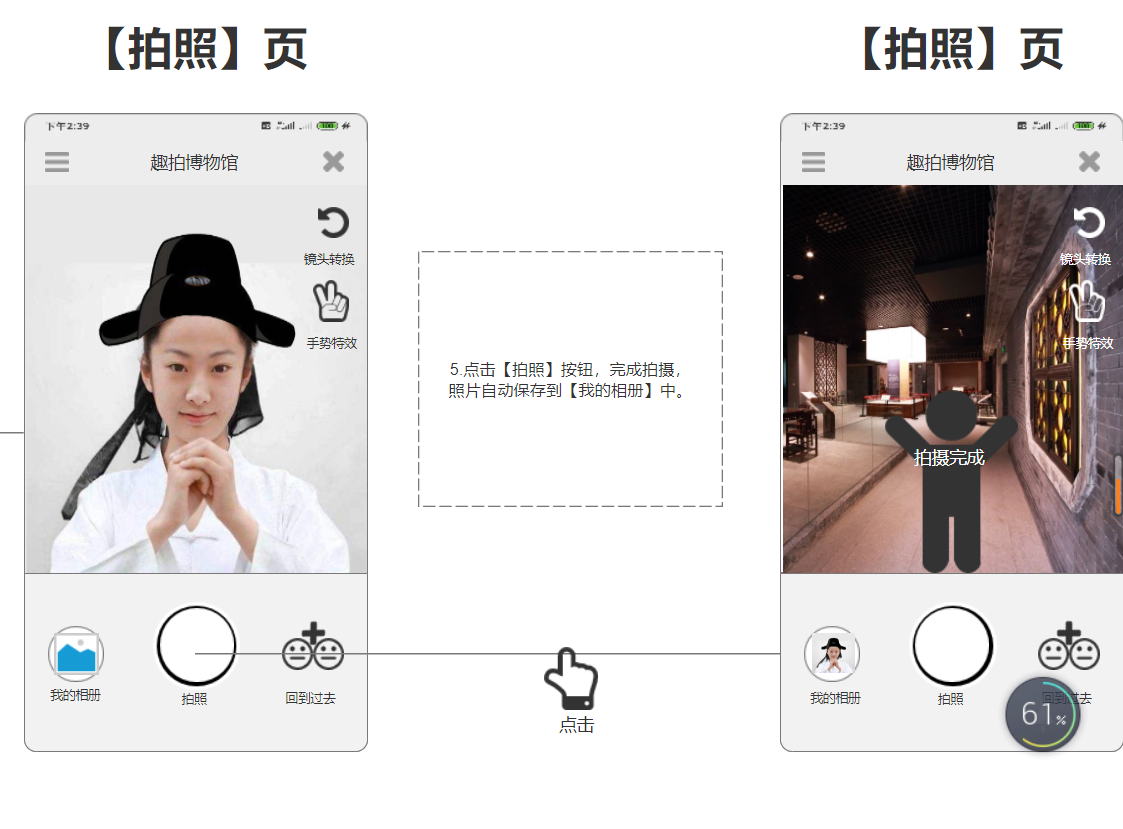 【拍照】页
【拍照】页
下午2:39
趣拍博物馆
镜头转换
手势特效
我的相册
拍照
回到过去
5.点击【拍照】按钮，完成拍摄，
照片自动保存到【我的相册】中。
点击
下午2:39
趣拍博物馆
镜头转换
手势特效
拍摄完成
我的相册
拍照
回到过去
61%